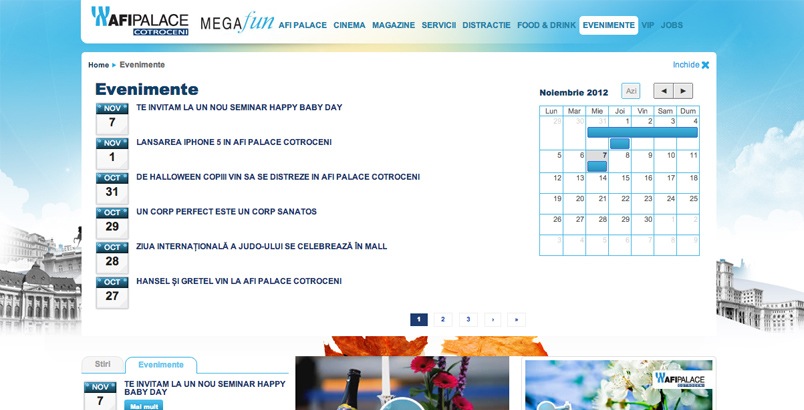 AFIPALACE
COTROCENI
MEGAfun
AFI PALACE CINEMA MAGAZINE SERVICII DISTRACTIE FOOD & DRINK EVENIMENTE VIP JOBS
Home ▸ Evenimente
Inchide
Evenimente
NOV
7
TE INVITAM LA UN NOU SEMINAR HAPPY BABY DAY
NOV
1
LANSAREA IPHONE 5 IN AFI PALACE COTROCENI
OCT
31
DE HALLOWEEN COPIII VIN SA SE DISTREZE IN AFI PALACE COTROCENI
OCT
29
UN CORP PERFECT ESTE UN CORP SANATOS
OCT
28
ZIUA INTERNAȚIONALĂ A JUDO-ULUI SE CELEBREAZĂ ÎN MALL
OCT
27
HANSEL ȘI GRETEL VIN LA AFI PALACE COTROCENI
1 2 3 › »
Noiembrie 2012
Azi
Lun Mar Mie Joi Vin Sam Dum
29 30 31 1 2 3 4
5 6 7 8 9 10 11
12 13 14 15 16 17 18
19 20 21 22 23 24 25
26 27 28 29 30 1 2
3 4 5 6 7 8 9
Stiri
Evenimente
NOV
7
TE INVITAM LA UN NOU SEMINAR HAPPY
BABY DAY
Mai mult
AFIPALACE
COTROCENI